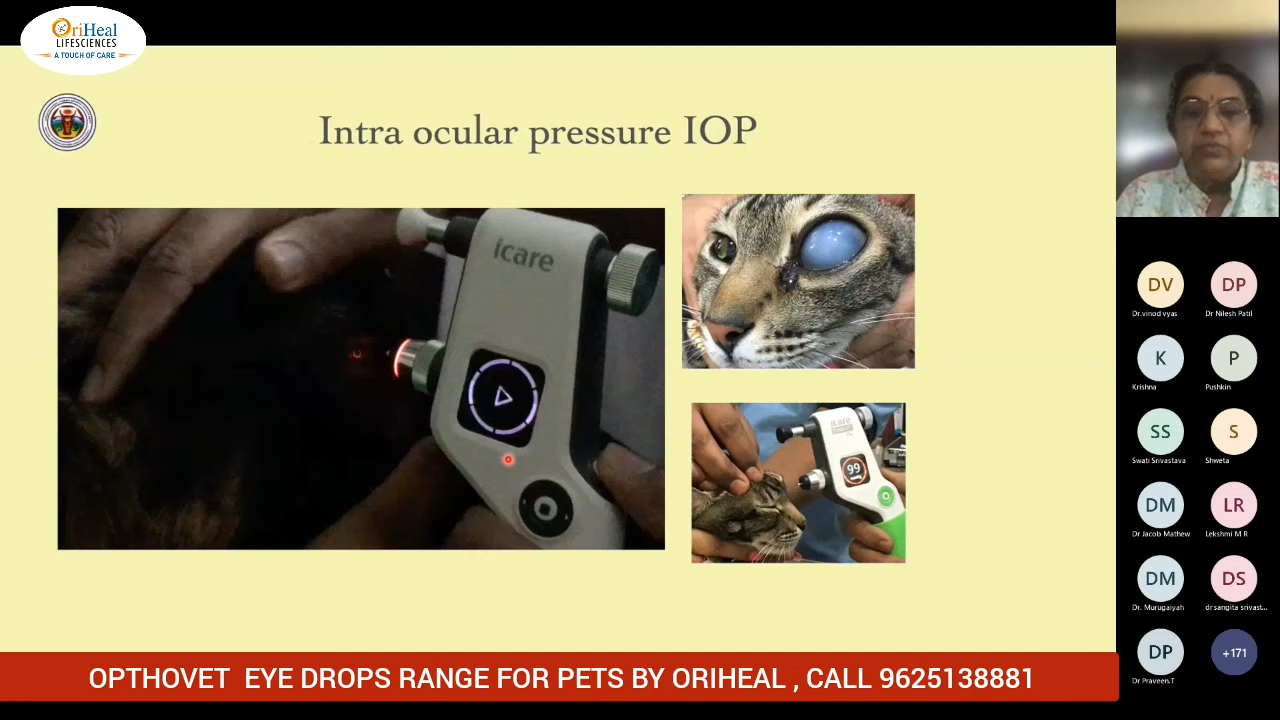 OriHeal
LIFESCIENCES
A TOUCH OF CARE
Intra ocular pressure IOP
icare
icare
99
DV
DP
Dr.vinod vyas
Dr Nilesh Patil
K
P
Krishna
Pushkin
SS
S
Swati Srivastava
Shweta
DM
LR
Dr Jacob Mathew
Lekshmi M R
DM
DS
Dr. Murugaiyah
drsangita srivast...
DP
+171
Dr Praveen.T
OPTHOVET EYE DROPS RANGE FOR PETS BY ORIHEAL , CALL 9625138881